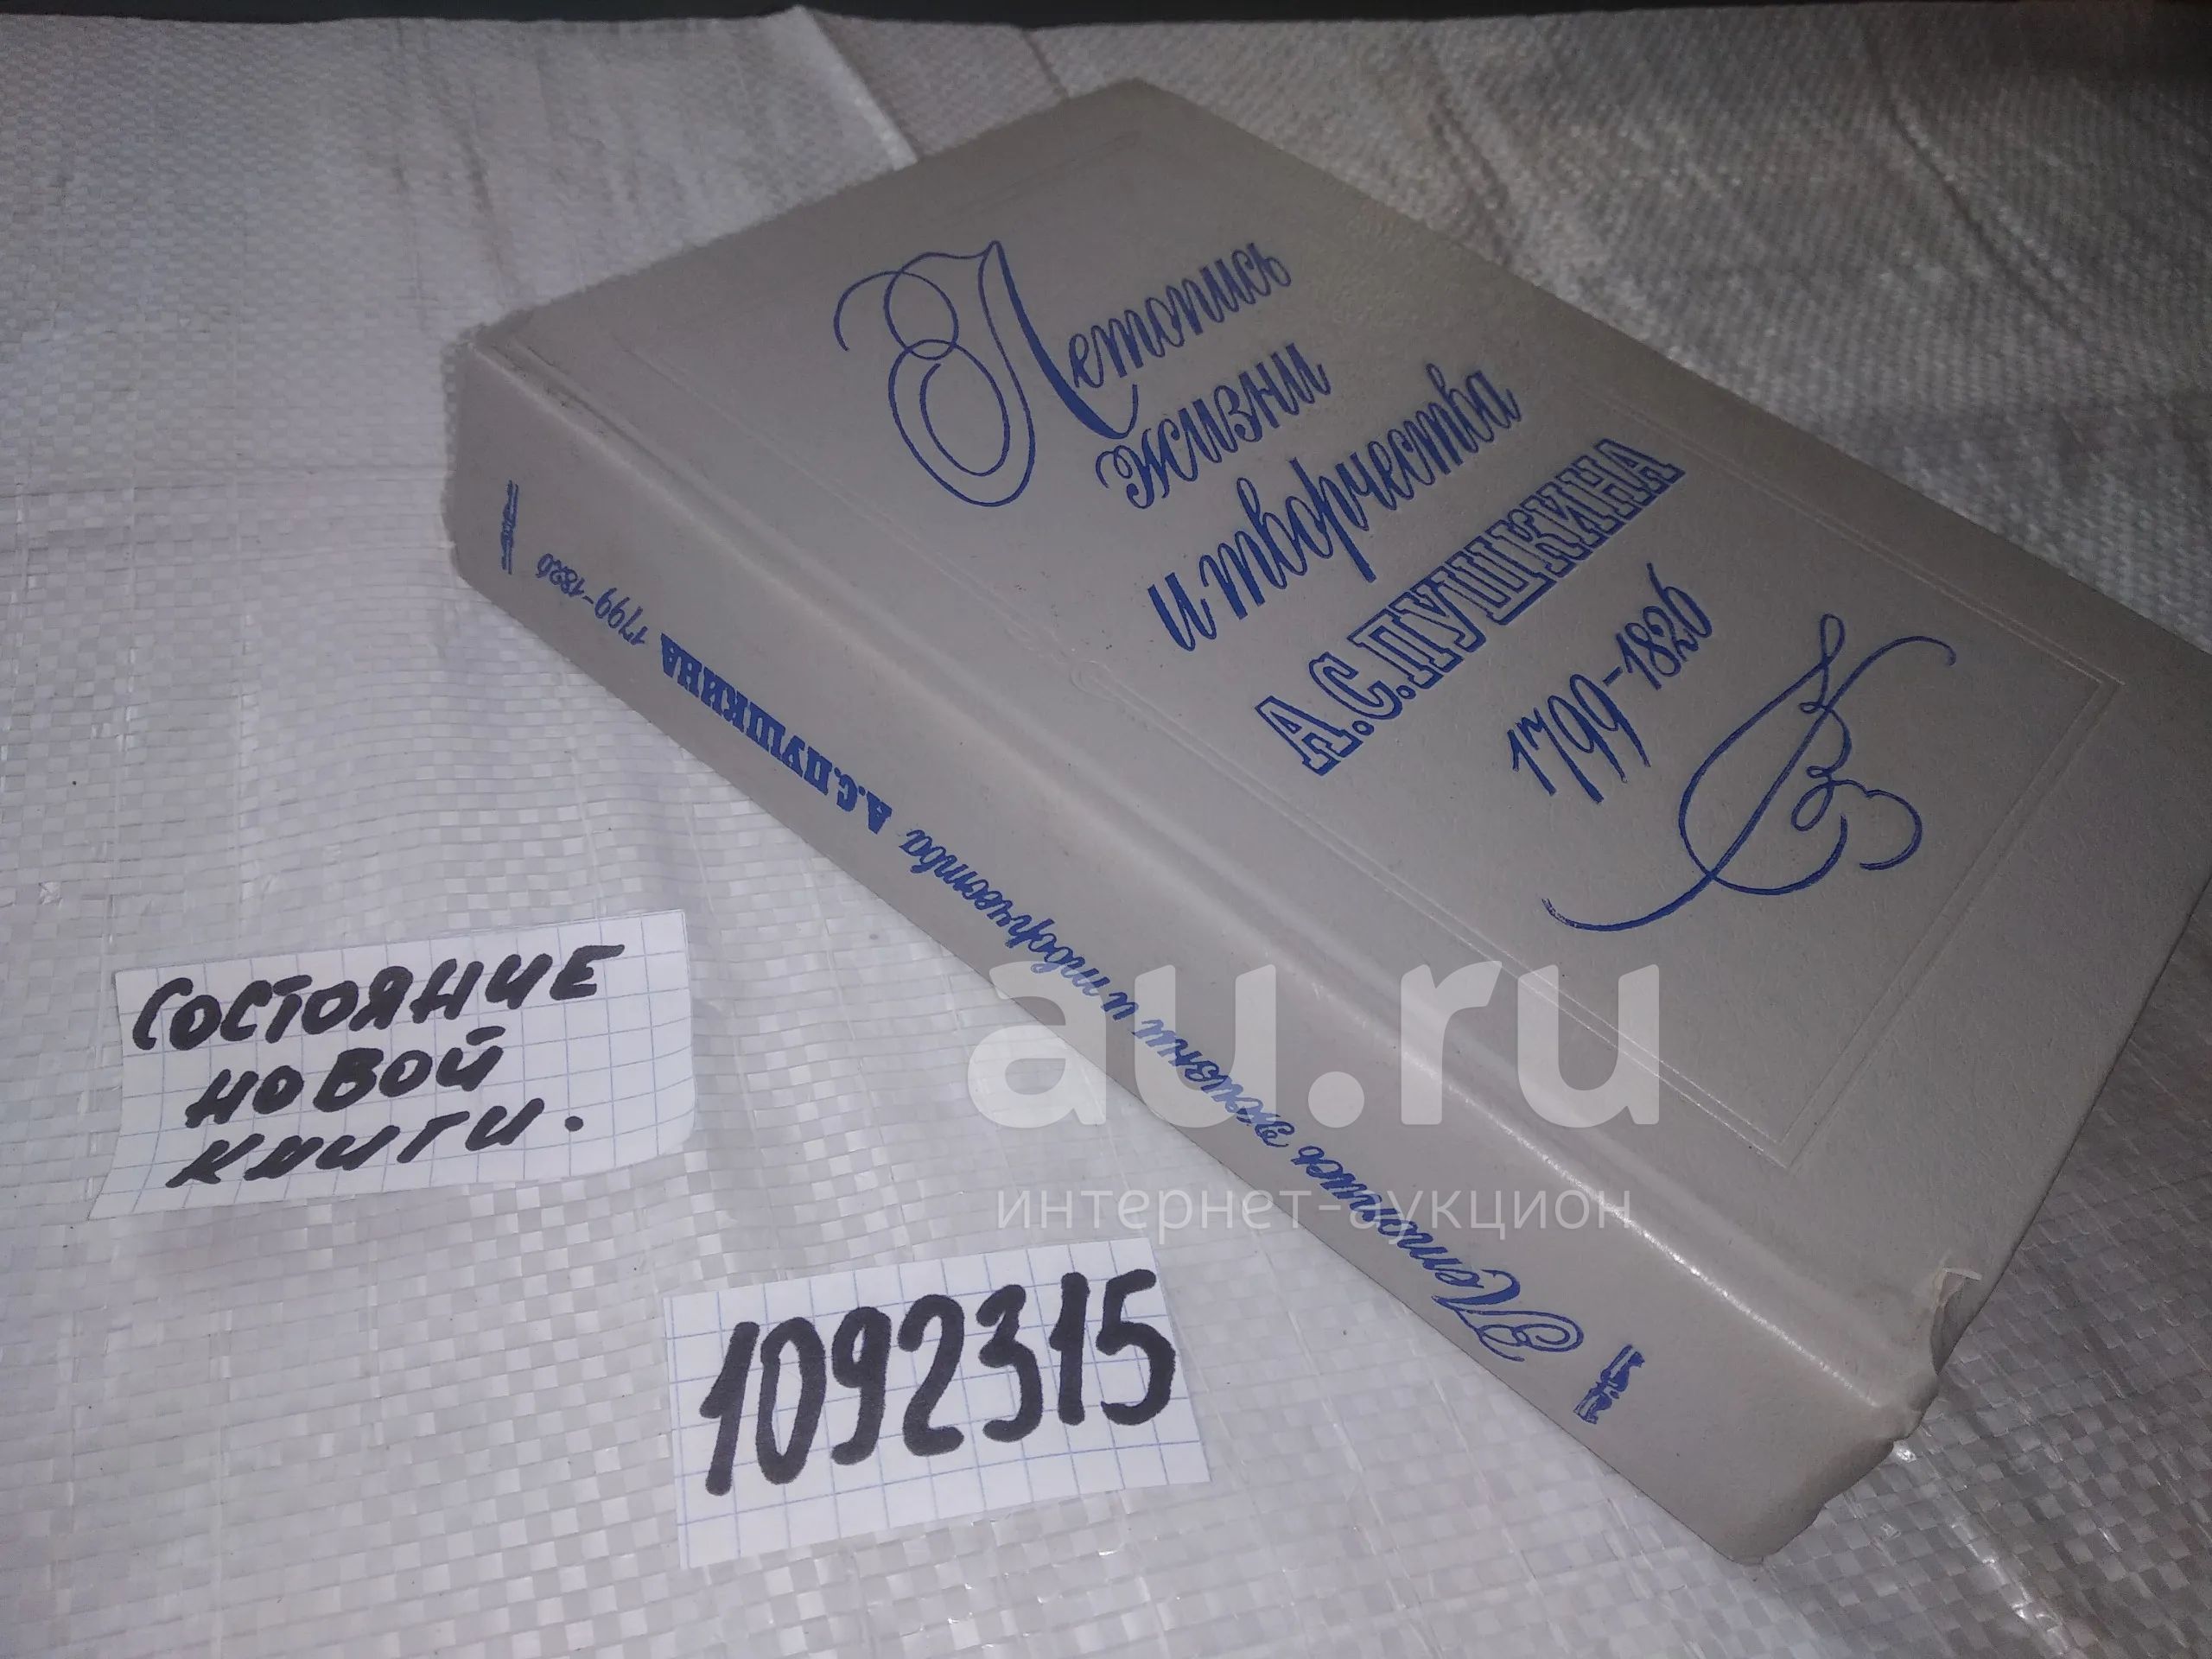 Летопись
жизни
и творчества
А.С.ПУШКИНА
1799-1826
Летопись жизни и творчества А.С.ПУШКИНА 1799-1826
СОСТОЯНИЕ
НОВОЙ
КНИГИ.
1092315
au.ru
интернет-аукцион